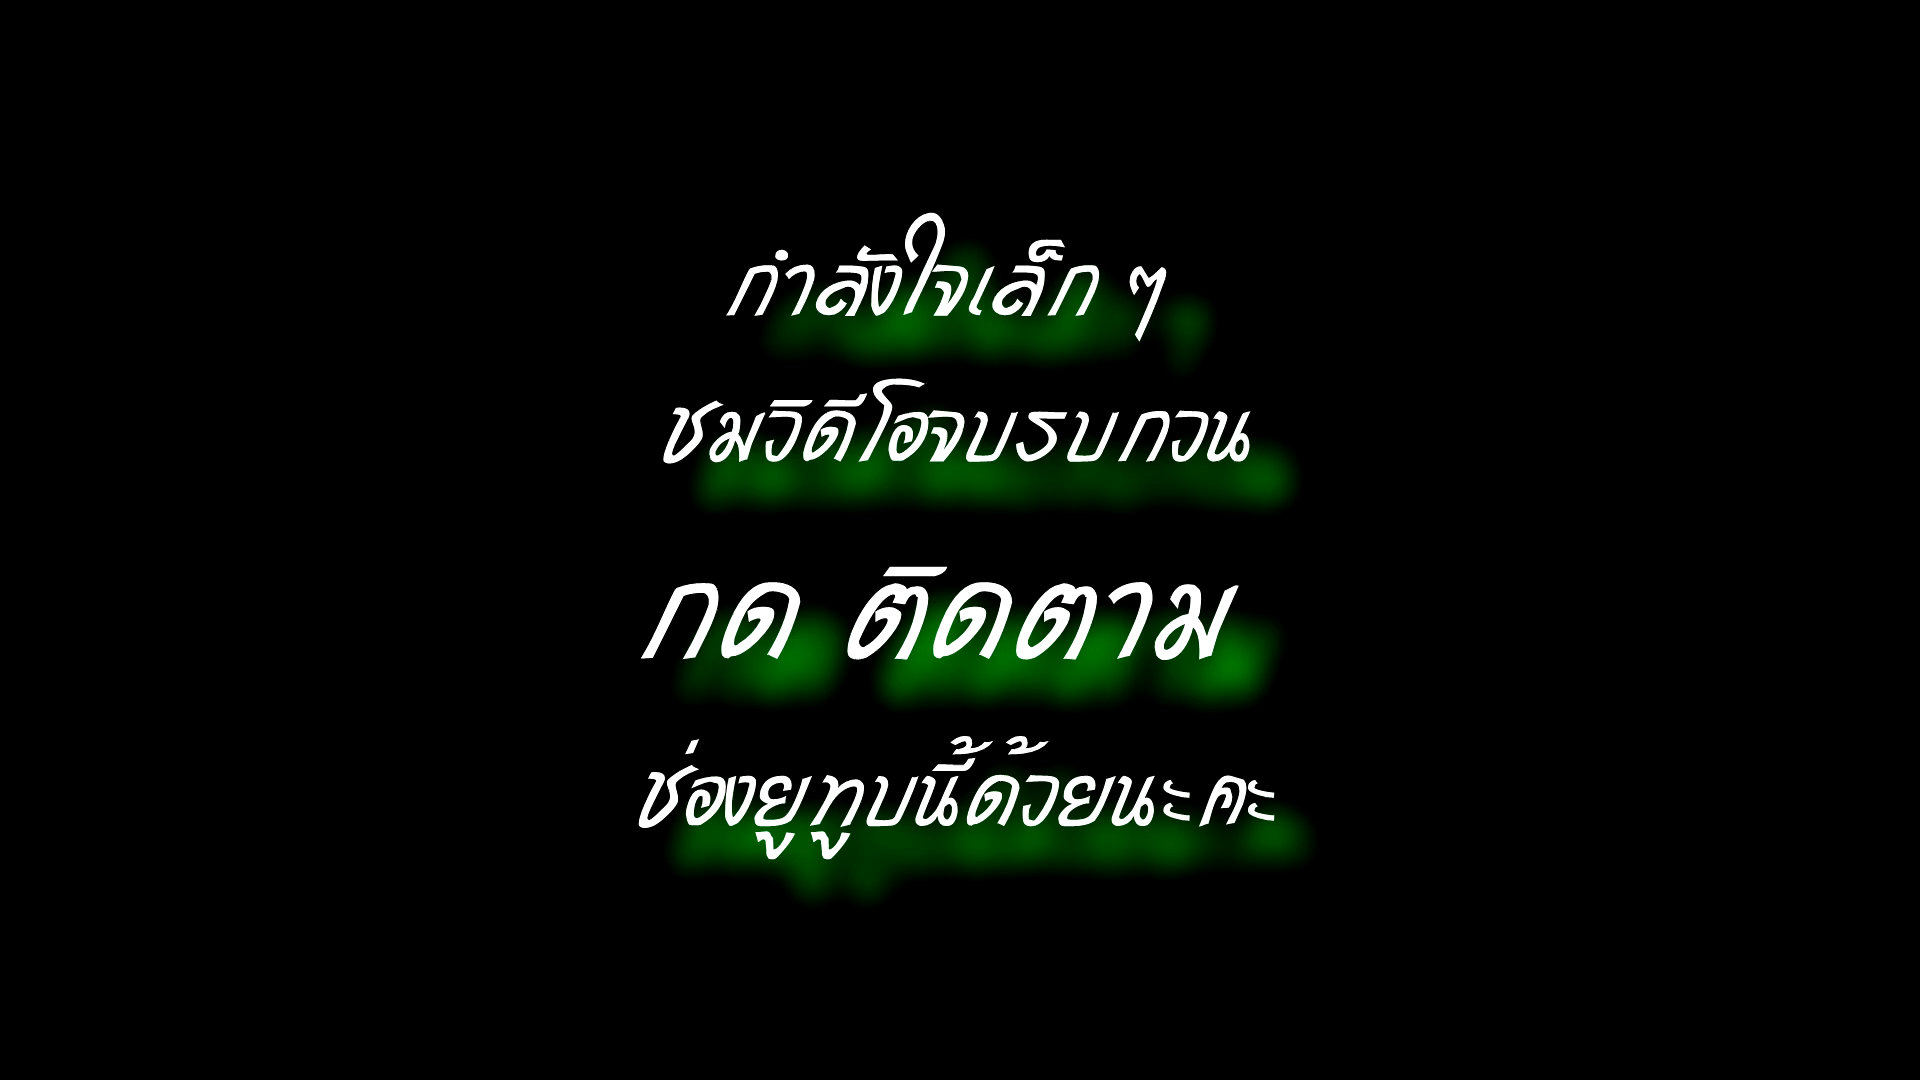 กำลังใจเล็ก ๆ
ชมวิดีโอจบรบกวน
กด ติดตาม
ช่องยูทูบนี้ด้วยนะคะ